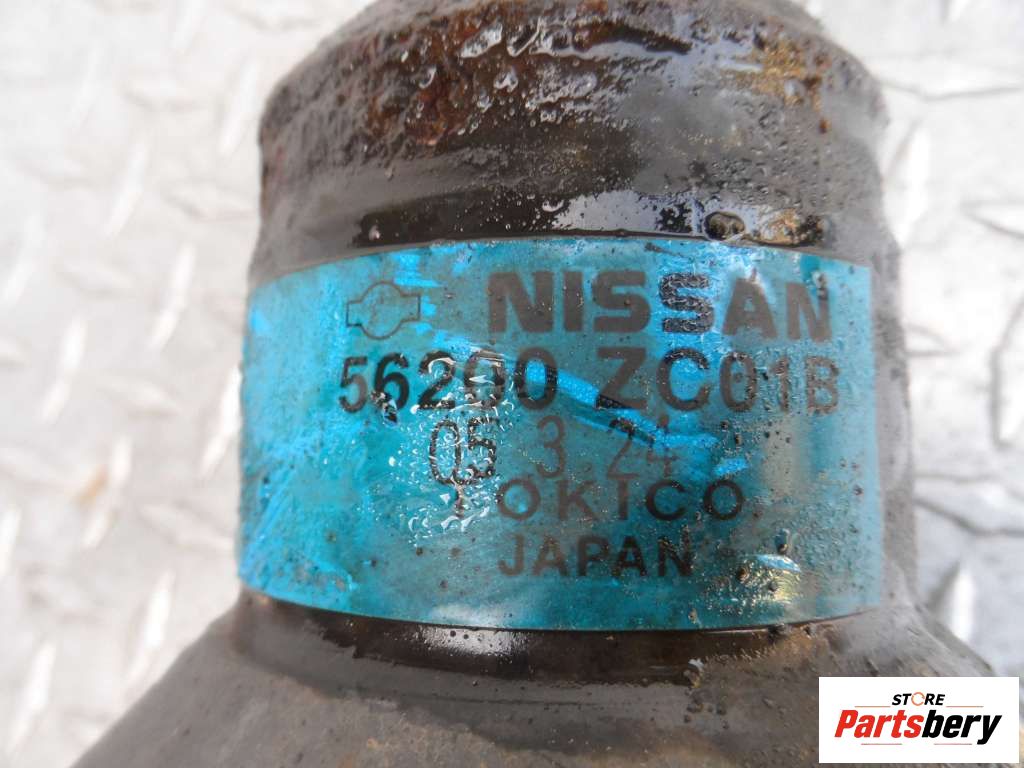 NISSAN
56200 ZC01B
05 3 24
TOKICO
JAPAN
STORE
Partsbery